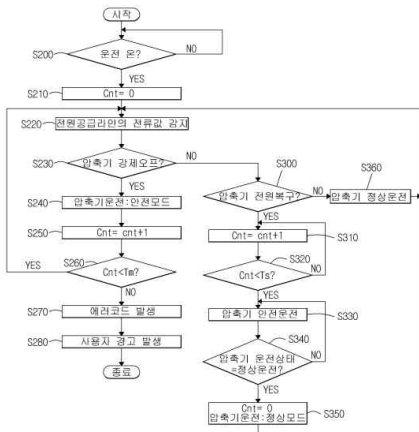 시작
S200
운전 온?
NO
YES
S210
Cnt= 0
S220
전원공급라인의 전류값 감지
S230
압축기 강제오프?
NO
YES
S240
압축기운전:안전모드
S250
Cnt= cnt+1
S260
Cnt<Tm?
YES
NO
S270
에러코드 발생
S280
사용자 경고 발생
종료
S300
압축기 전원복구?
NO
S360
압축기 정상운전
YES
S310
Cnt= cnt+1
S320
Cnt<Ts?
NO
YES
S330
압축기 안전운전
S340
압축기 운전상태
=정상운전?
NO
YES
S350
Cnt= 0
압축기운전:정상모드